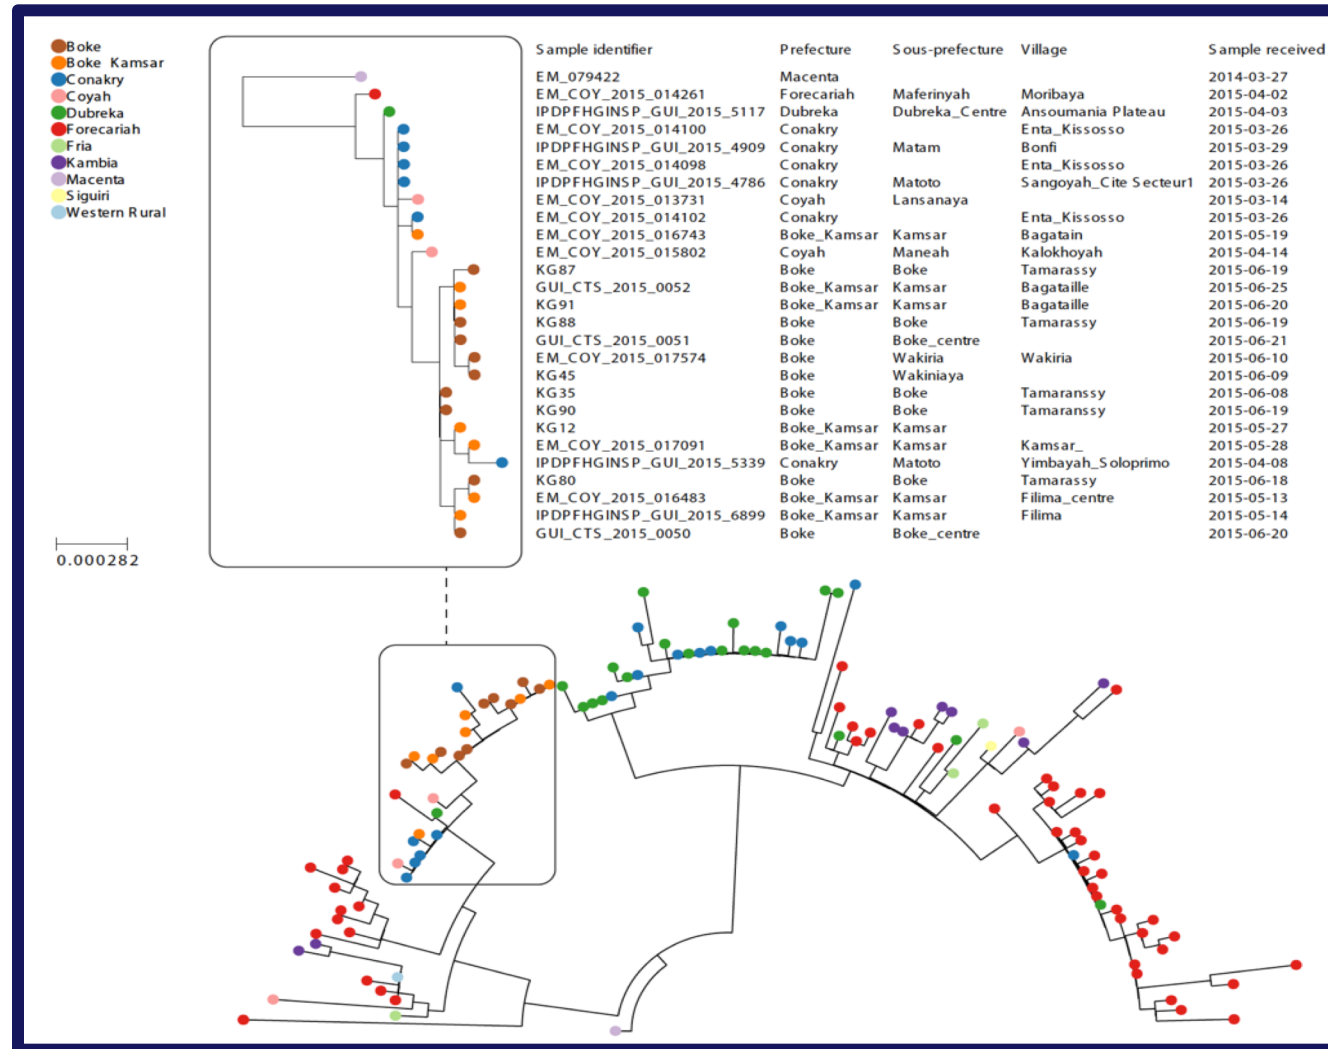 Boke
Boke Kamsar
Conakry
Coyah
Dubreka
Forecariah
Fria
Kambia
Macenta
Siguiri
Western Rural
Sample identifier Prefecture Sous-prefecture Village Sample received
EM_079422 Macenta 2014-03-27
EM_COY_2015_014261 Forecariah Maferinyah Moribaya 2015-04-02
IPDPFHGINSP_GUI_2015_5117 Dubreka Dubreka_Centre Ansoumania Plateau 2015-04-03
EM_COY_2015_014100 Conakry Enta_Kissosso 2015-03-26
IPDPFHGINSP_GUI_2015_4909 Conakry Matam Bonfi 2015-03-29
EM_COY_2015_014098 Conakry Enta_Kissosso 2015-03-26
IPDPFHGINSP_GUI_2015_4786 Conakry Matoto Sangoyah_Cite Secteur1 2015-03-26
EM_COY_2015_013731 Coyah Lansanaya 2015-03-14
EM_COY_2015_014102 Conakry Enta_Kissosso 2015-03-26
EM_COY_2015_016743 Boke_Kamsar Kamsar Bagatain 2015-05-19
EM_COY_2015_015802 Coyah Maneah Kalokhoyah 2015-04-14
KG87 Boke Boke Tamarassy 2015-06-19
GUI_CTS_2015_0052 Boke_Kamsar Kamsar Bagataille 2015-06-25
KG91 Boke_Kamsar Kamsar Bagataille 2015-06-20
KG88 Boke Boke Tamarassy 2015-06-19
GUI_CTS_2015_0051 Boke Boke_centre 2015-06-21
EM_COY_2015_017574 Boke Wakiria Wakiria 2015-06-10
KG45 Boke Wakiniaya 2015-06-09
KG35 Boke Boke Tamaranssy 2015-06-08
KG90 Boke Boke Tamaranssy 2015-06-19
KG12 Boke_Kamsar Kamsar 2015-05-27
EM_COY_2015_017091 Boke_Kamsar Kamsar Kamsar_ 2015-05-28
IPDPFHGINSP_GUI_2015_5339 Conakry Matoto Yimbayah_Soloprimo 2015-04-08
KG80 Boke Boke Tamarassy 2015-06-18
EM_COY_2015_016483 Boke_Kamsar Kamsar Filima_centre 2015-05-13
IPDPFHGINSP_GUI_2015_6899 Boke_Kamsar Kamsar Filima 2015-05-14
GUI_CTS_2015_0050 Boke Boke_centre 2015-06-20
0.000282